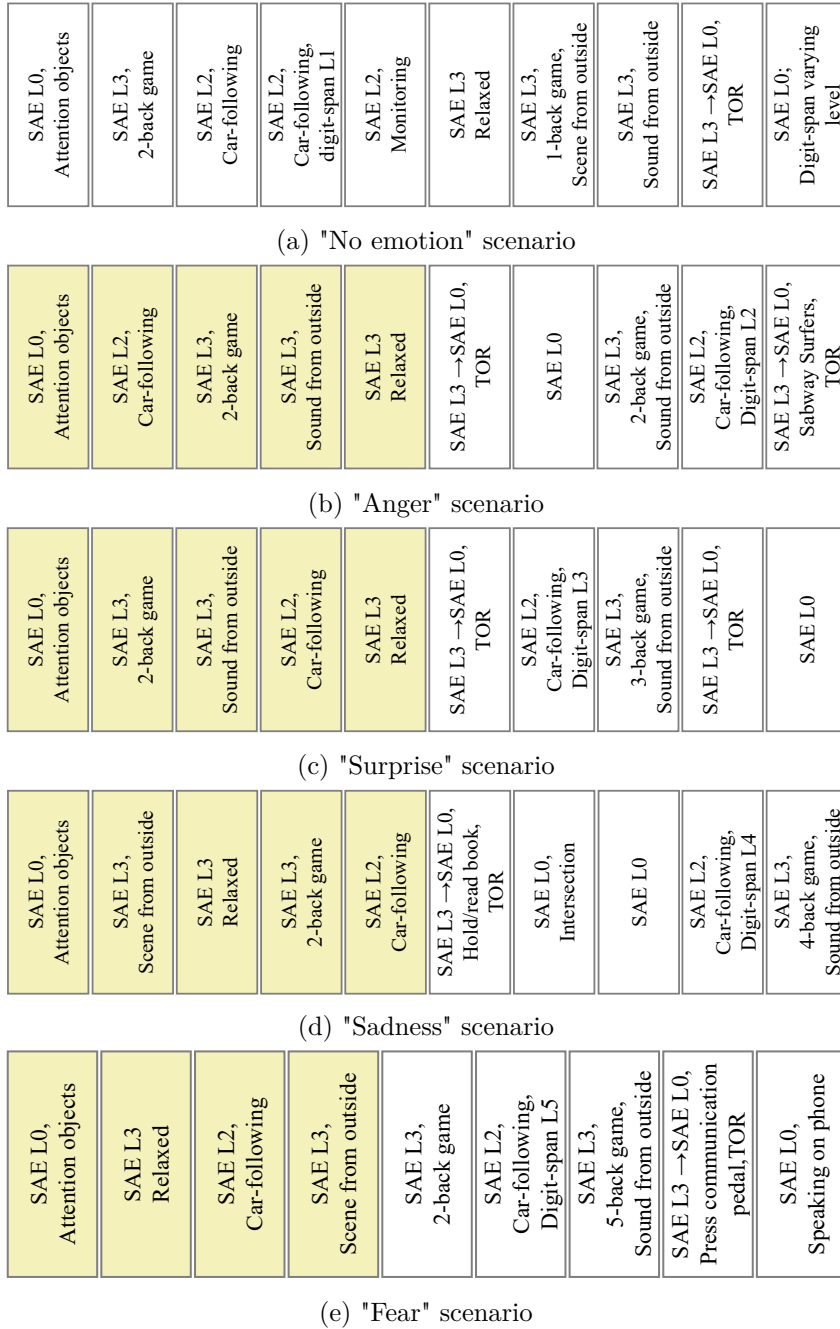 SAE L0,
Attention objects
SAE L3,
2-back game
SAE L2,
Car-following
SAE L2,
Car-following,
digit-span L1
SAE L2,
Monitoring
SAE L3
Relaxed
SAE L3,
1-back game,
Scene from outside
SAE L3,
Sound from outside
SAE L3 →SAE L0,
TOR
SAE L0;
Digit-span varying
level
(a) "No emotion" scenario
SAE L0,
Attention objects
SAE L2,
Car-following
SAE L3,
2-back game
SAE L3,
Sound from outside
SAE L3
Relaxed
SAE L3 →SAE L0,
TOR
SAE L0
SAE L3,
2-back game,
Sound from outside
SAE L2,
Car-following,
Digit-span L2
SAE L3 →SAE L0,
Sabway Surfers,
TOR
(b) "Anger" scenario
SAE L0,
Attention objects
SAE L3,
2-back game
SAE L3,
Sound from outside
SAE L2,
Car-following
SAE L3
Relaxed
SAE L3 →SAE L0,
TOR
SAE L2,
Car-following,
Digit-span L3
SAE L3,
3-back game,
Sound from outside
SAE L3 →SAE L0,
TOR
SAE L0
(c) "Surprise" scenario
SAE L0,
Attention objects
SAE L3,
Scene from outside
SAE L3
Relaxed
SAE L3,
2-back game
SAE L2,
Car-following
SAE L3 →SAE L0,
Hold/read book,
TOR
SAE L0,
Intersection
SAE L0
SAE L2,
Car-following,
Digit-span L4
SAE L3,
4-back game,
Sound from outside
(d) "Sadness" scenario
SAE L0,
Attention objects
SAE L3
Relaxed
SAE L2,
Car-following
SAE L3,
Scene from outside
SAE L3,
2-back game
SAE L2,
Car-following,
Digit-span L5
SAE L3,
5-back game,
Sound from outside
SAE L3 →SAE L0,
Press communication
pedal,TOR
SAE L0,
Speaking on phone
(e) "Fear" scenario